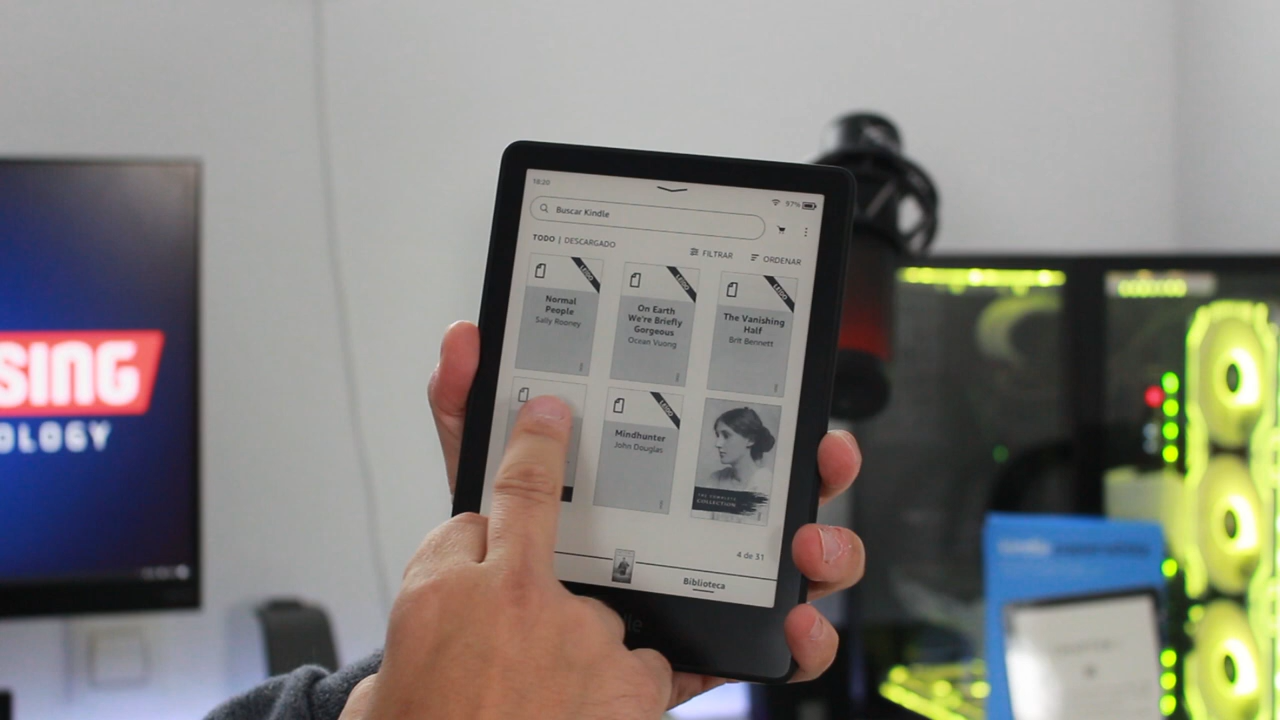 18:20
97%
Buscar Kindle
TODO | DESCARGADO
FILTRAR
ORDENAR
LEÍDO
Normal
People
Sally Rooney
LEÍDO
On Earth
We're Briefly
Gorgeous
Ocean Vuong
LEÍDO
The Vanishing
Half
Brit Bennett
LEÍDO
Mindhunter
John Douglas
THE COMPLETE
COLLECTION
4 de 31
Biblioteca
SING
OLOGY